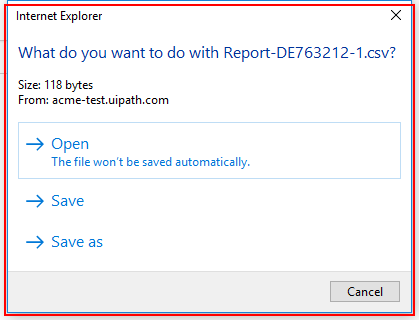 Internet Explorer
What do you want to do with Report-DE763212-1.csv?
Size: 118 bytes
From: acme-test.uipath.com
Open
The file won't be saved automatically.
Save
Save as
Cancel